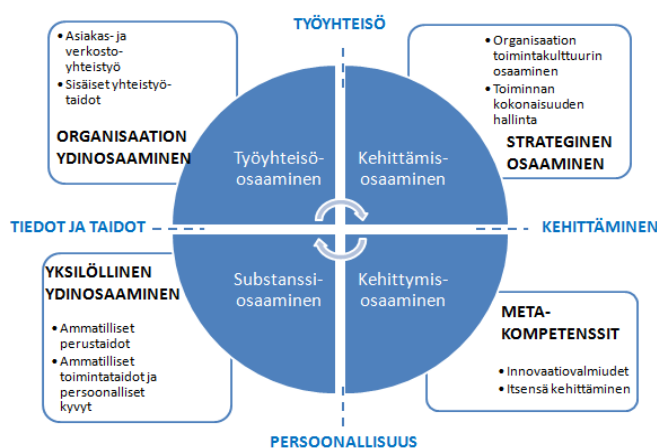 TYÖYHTEISÖ
• Asiakas- ja
verkosto-
yhteistyö
• Sisäiset yhteistyö-
taidot
ORGANISAATION
YDINOSAAMINEN
• Organisaation
toimintakulttuurin
osaaminen
• Toiminnan
kokonaisuuden
hallinta
STRATEGINEN
OSAAMINEN
Työyhteisö-
osaaminen
Kehittämis-
osaaminen
TIEDOT JA TAIDOT
KEHITTÄMINEN
Substanssi-
osaaminen
Kehittymis-
osaaminen
YKSILÖLLINEN
YDINOSAAMINEN
• Ammatilliset
perustaidot
• Ammatilliset
toimintataidot ja
persoonalliset
kyvyt
META-
KOMPETENSSIT
• Innovaatiovalmiudet
• Itsensä kehittäminen
PERSOONALLISUUS